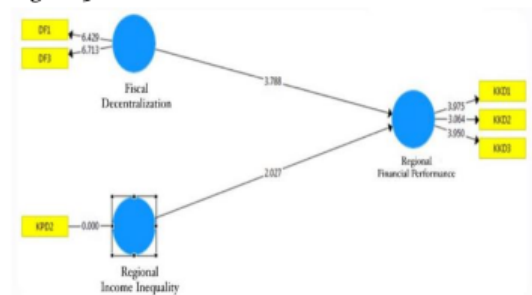 DF1
6.429
DF3
6.713
Fiscal
Decentralization
3.788
KKD1
3.975
KKD2
3.064
KKD3
3.950
Regional
Financial Performance
2.027
KPD2
0.000
Regional
Income Inequality